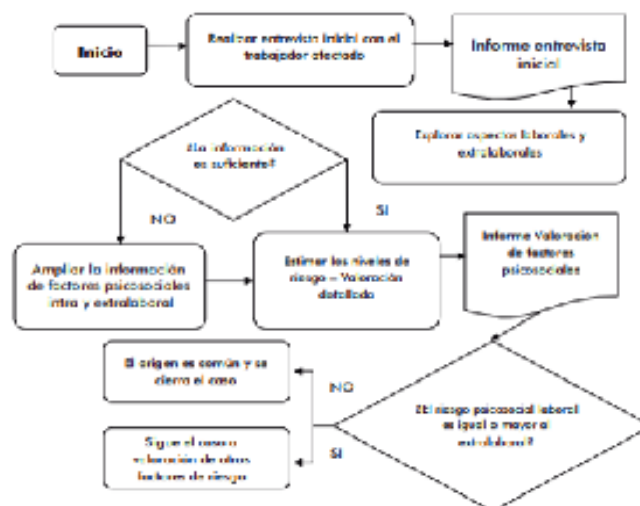 Inicio
Realizar entrevista inicial con el
trabajador afectado
Informe entrevista
inicial
Explorar aspectos laborales y
extralaborales
¿La información
es suficiente?
NO
SI
Ampliar la información
de factores psicosociales
intra y extralaboral
Estimar los niveles de
riesgo – Valoración
detallada
Informe Valoración
de factores
psicosociales
El origen es común y se
cierra el caso
NO
¿El riesgo psicosocial laboral
es igual o mayor al
extralaboral?
SI
Sigue el caso a
valoración de otros
factores de riesgo